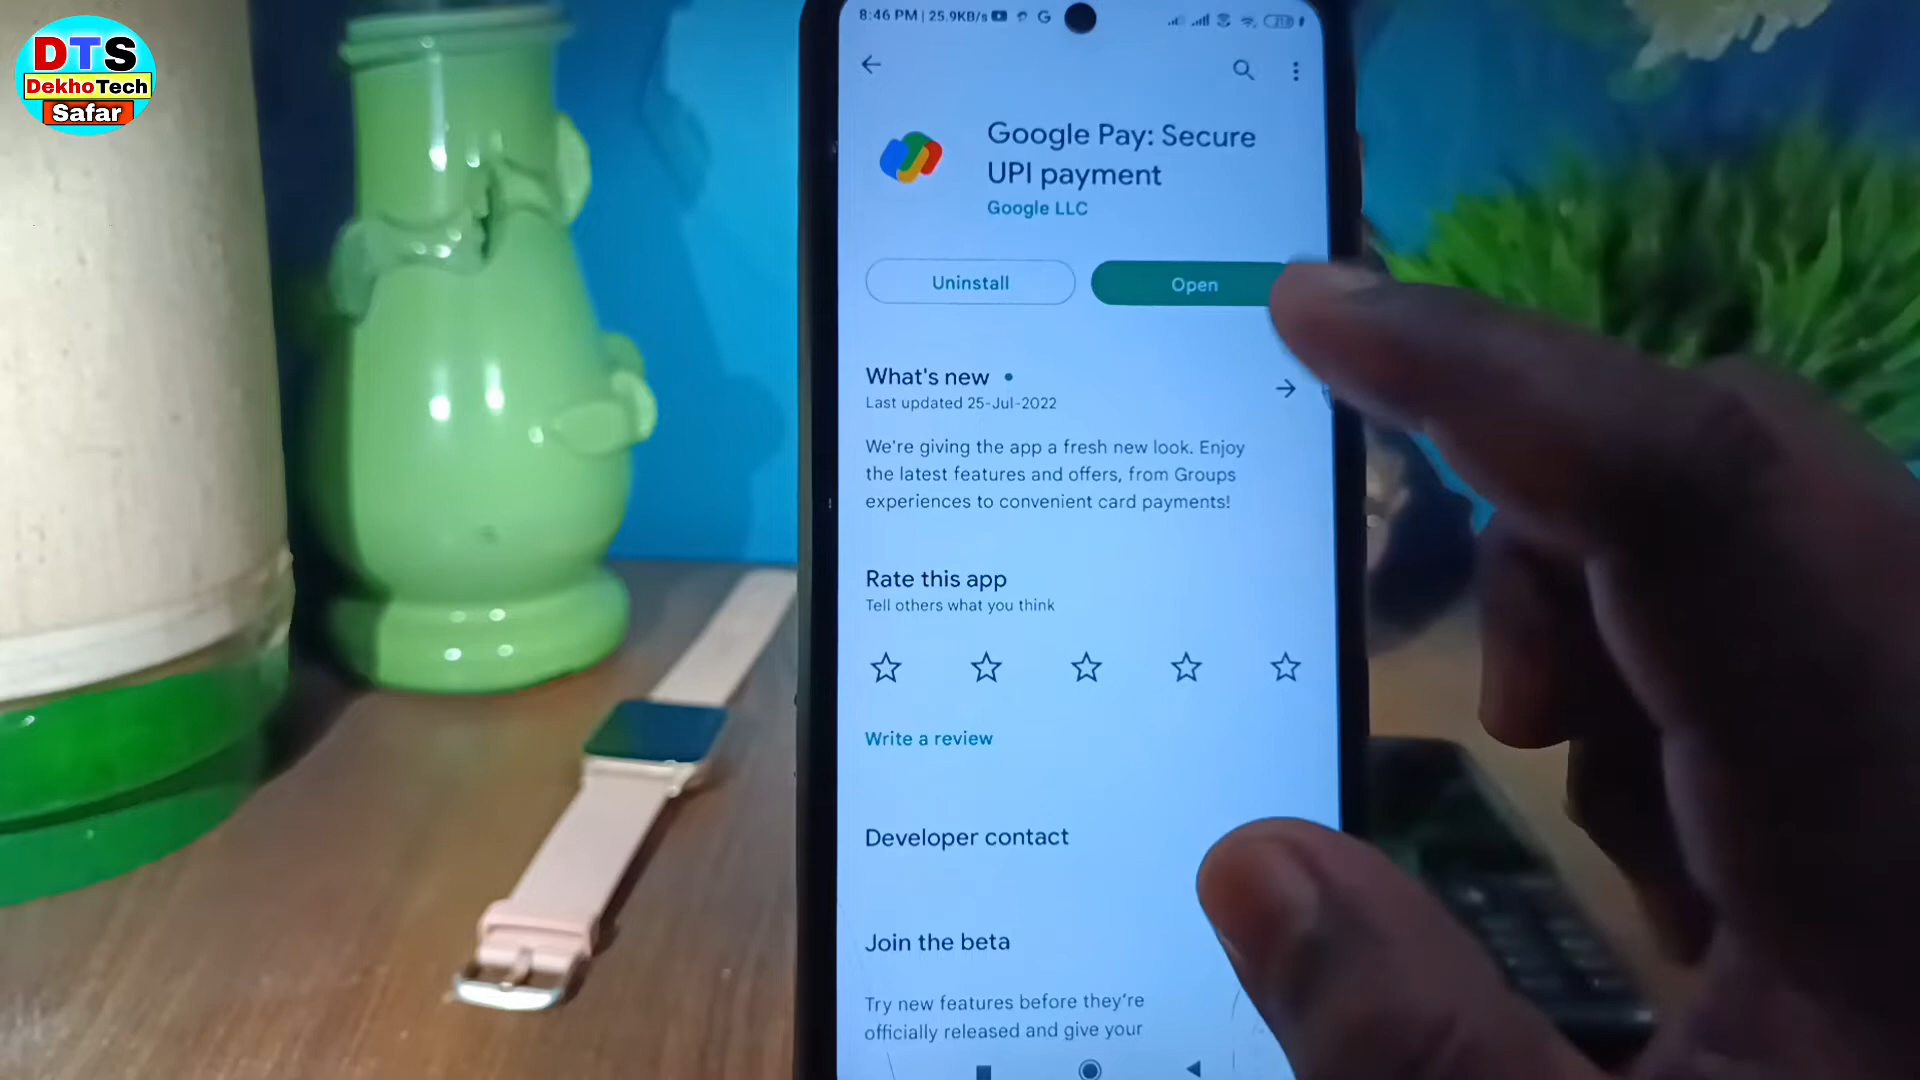 DTS
DekhoTech
Safar
8:46 PM | 25.9KB/s
Google Pay: Secure
UPI payment
Google LLC
Uninstall
Open
What's new
Last updated 25-Jul-2022
We're giving the app a fresh new look. Enjoy
the latest features and offers, from Groups
experiences to convenient card payments!
Rate this app
Tell others what you think
Write a review
Developer contact
Join the beta
Try new features before they're
officially released and give your